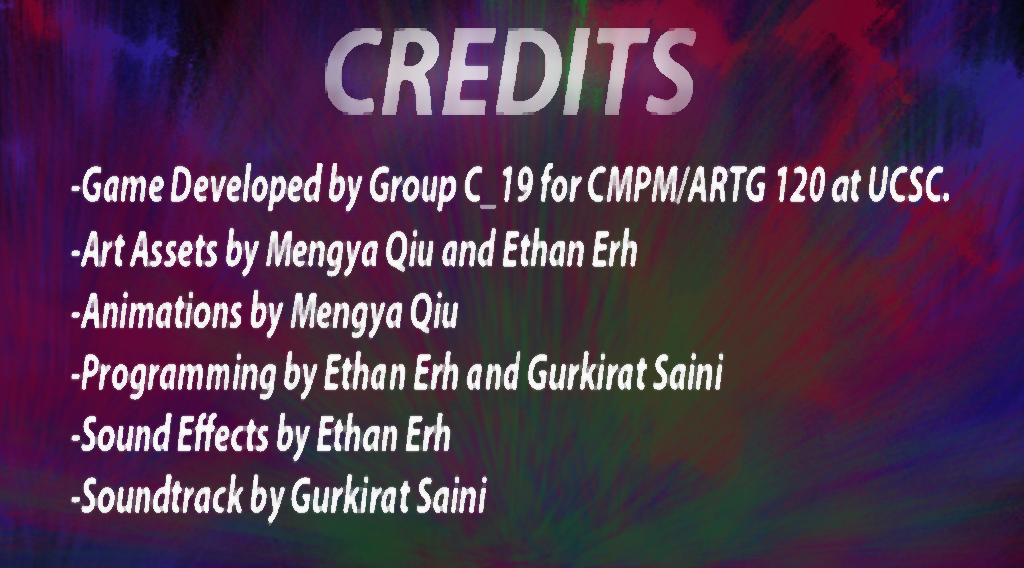 CREDITS
-Game Developed by Group C_19 for CMPM/ARTG 120 at UCSC.
-Art Assets by Mengya Qiu and Ethan Erh
-Animations by Mengya Qiu
-Programming by Ethan Erh and Gurkirat Saini
-Sound Effects by Ethan Erh
-Soundtrack by Gurkirat Saini